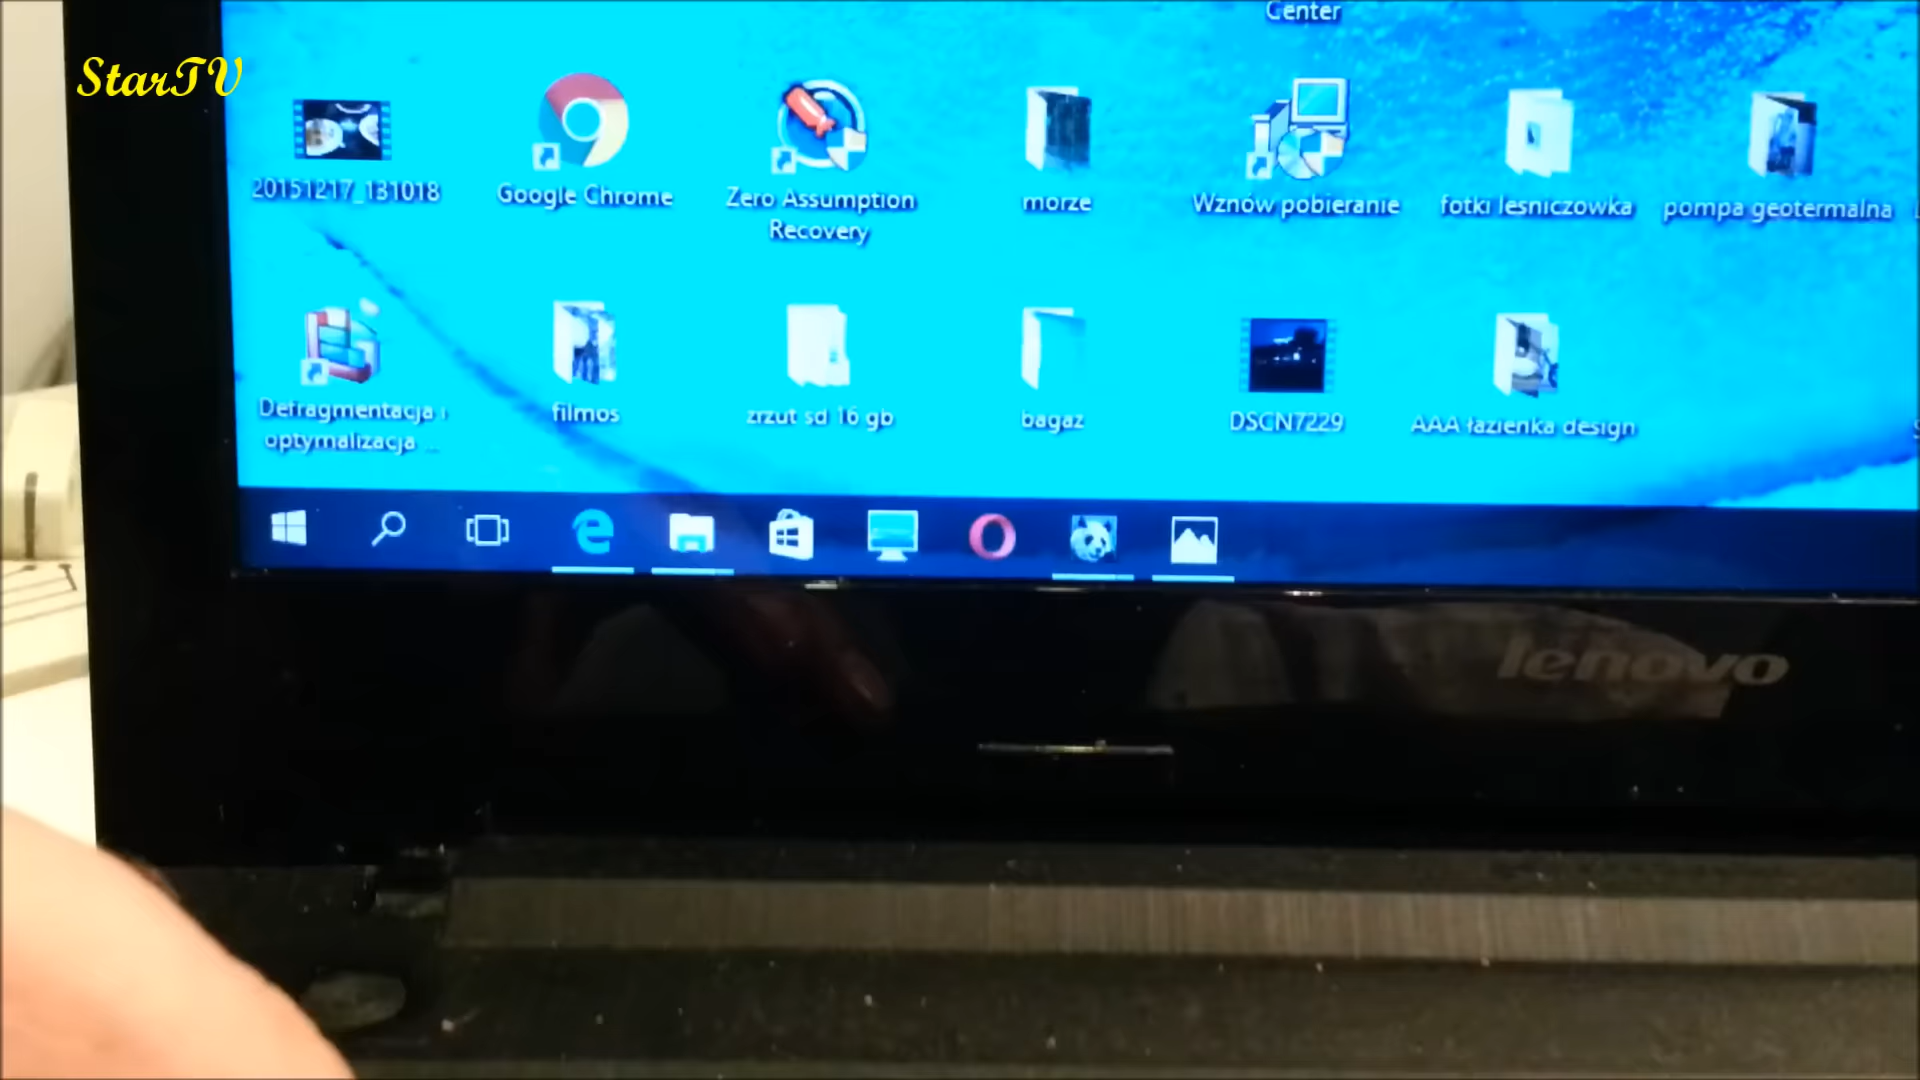 Center
StarTV
20151217_131018
Google Chrome
Zero Assumption
Recovery
morze
Wznów pobieranie
fotki lesniczowka
pompa geotermalna
Defragmentacja i
optymalizacja ...
filmos
zrzut sd 16 gb
bagaz
DSCN7229
AAA łazienka design
lenovo